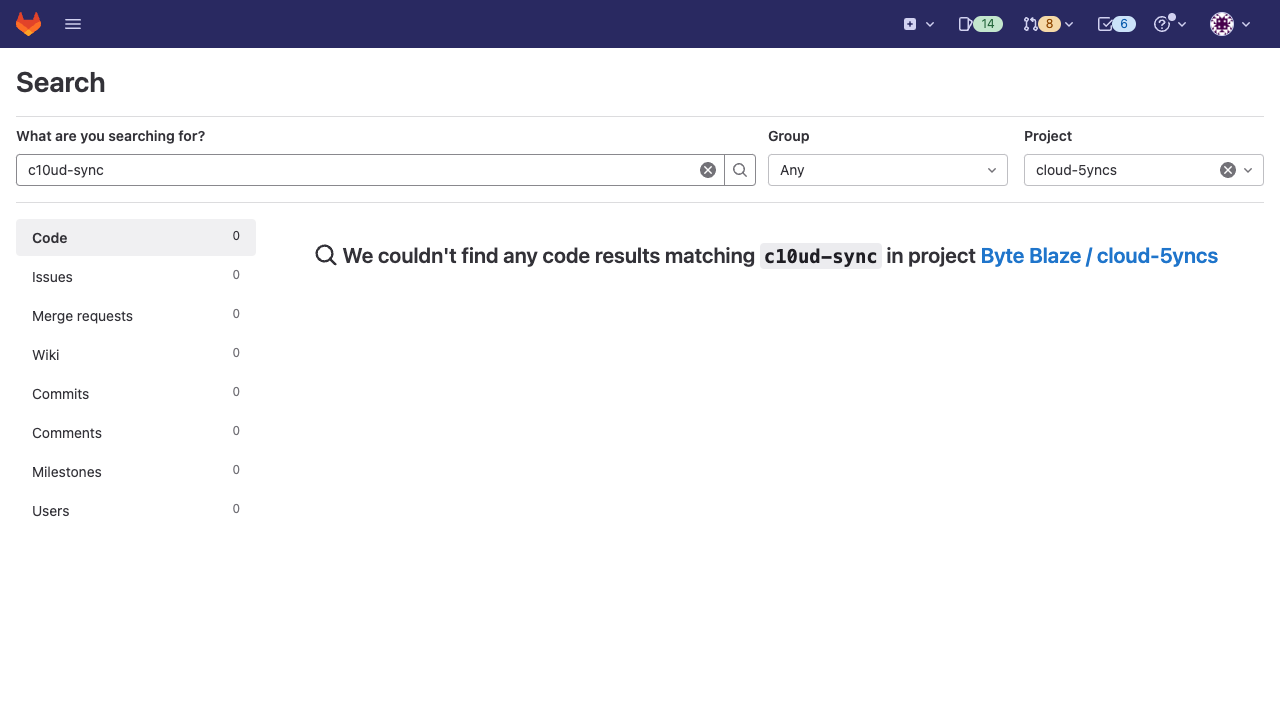 14
8
6
Search
What are you searching for?
Group
Project
c10ud-sync
Any
cloud-5yncs
Code 0
We couldn't find any code results matching c10ud-sync in project Byte Blaze / cloud-5yncs
Issues 0
Merge requests 0
Wiki 0
Commits 0
Comments 0
Milestones 0
Users 0